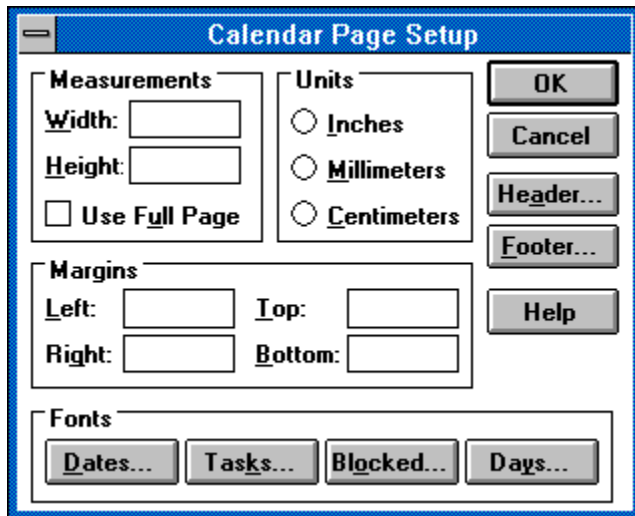 Calendar Page Setup
Measurements
Width:
Height:
Use Full Page
Units
Inches
Millimeters
Centimeters
OK
Cancel
Header...
Footer...
Help
Margins
Left:
Top:
Right:
Bottom:
Fonts
Dates...
Tasks...
Blocked...
Days...